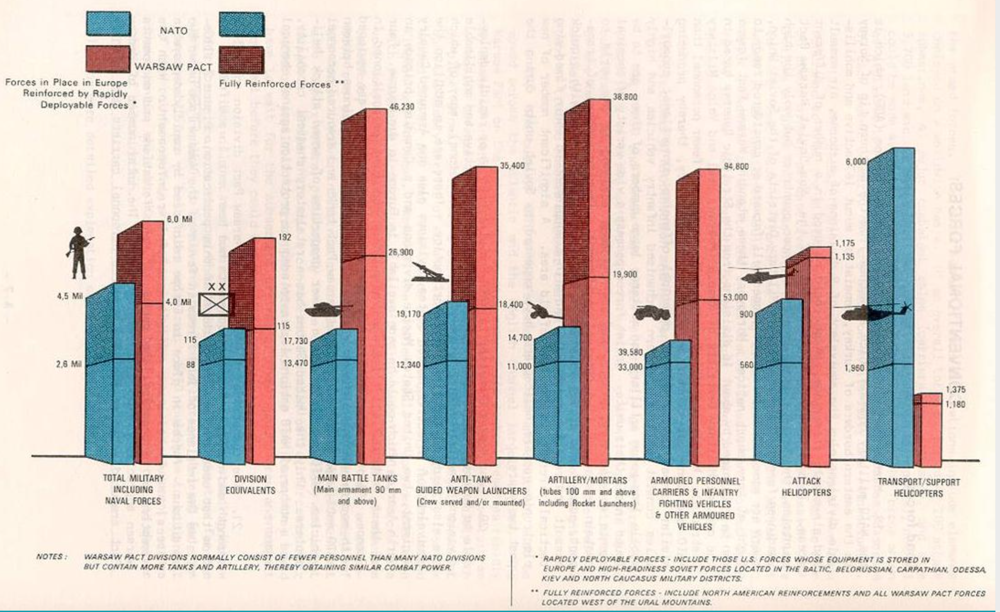 NATO
WARSAW PACT
Forces in Place in Europe
Reinforced by Rapidly
Deployable Forces *
Fully Reinforced Forces **
6,0 Mil
4,5 Mil
4,0 Mil
2,6 Mil
192
X X
115
115
88
46,230
26,900
17,730
13,470
35,400
19,170
18,400
12,340
38,800
19,900
14,700
11,000
94,800
53,000
39,580
33,000
1,175
1,135
900
560
6,000
1,960
1,375
1,180
TOTAL MILITARY
INCLUDING
NAVAL FORCES
DIVISION
EQUIVALENTS
MAIN BATTLE TANKS
(Main armament 90 mm
and above)
ANTI-TANK
GUIDED WEAPON LAUNCHERS
(Crew served and/or mounted)
ARTILLERY/MORTARS
(tubes 100 mm and above
including Rocket Launchers)
ARMOURED PERSONNEL
CARRIERS & INFANTRY
FIGHTING VEHICLES
& OTHER ARMOURED
VEHICLES
ATTACK
HELICOPTERS
TRANSPORT/SUPPORT
HELICOPTERS
NOTES : WARSAW PACT DIVISIONS NORMALLY CONSIST OF FEWER PERSONNEL THAN MANY NATO DIVISIONS
BUT CONTAIN MORE TANKS AND ARTILLERY, THEREBY OBTAINING SIMILAR COMBAT POWER.
* RAPIDLY DEPLOYABLE FORCES - INCLUDE THOSE U.S. FORCES WHOSE EQUIPMENT IS STORED IN
EUROPE AND HIGH-READINESS SOVIET FORCES LOCATED IN THE BALTIC, BELORUSSIAN, CARPATHIAN, ODESSA,
KIEV AND NORTH CAUCASUS MILITARY DISTRICTS.
** FULLY REINFORCED FORCES - INCLUDE NORTH AMERICAN REINFORCEMENTS AND ALL WARSAW PACT FORCES
LOCATED WEST OF THE URAL MOUNTAINS.